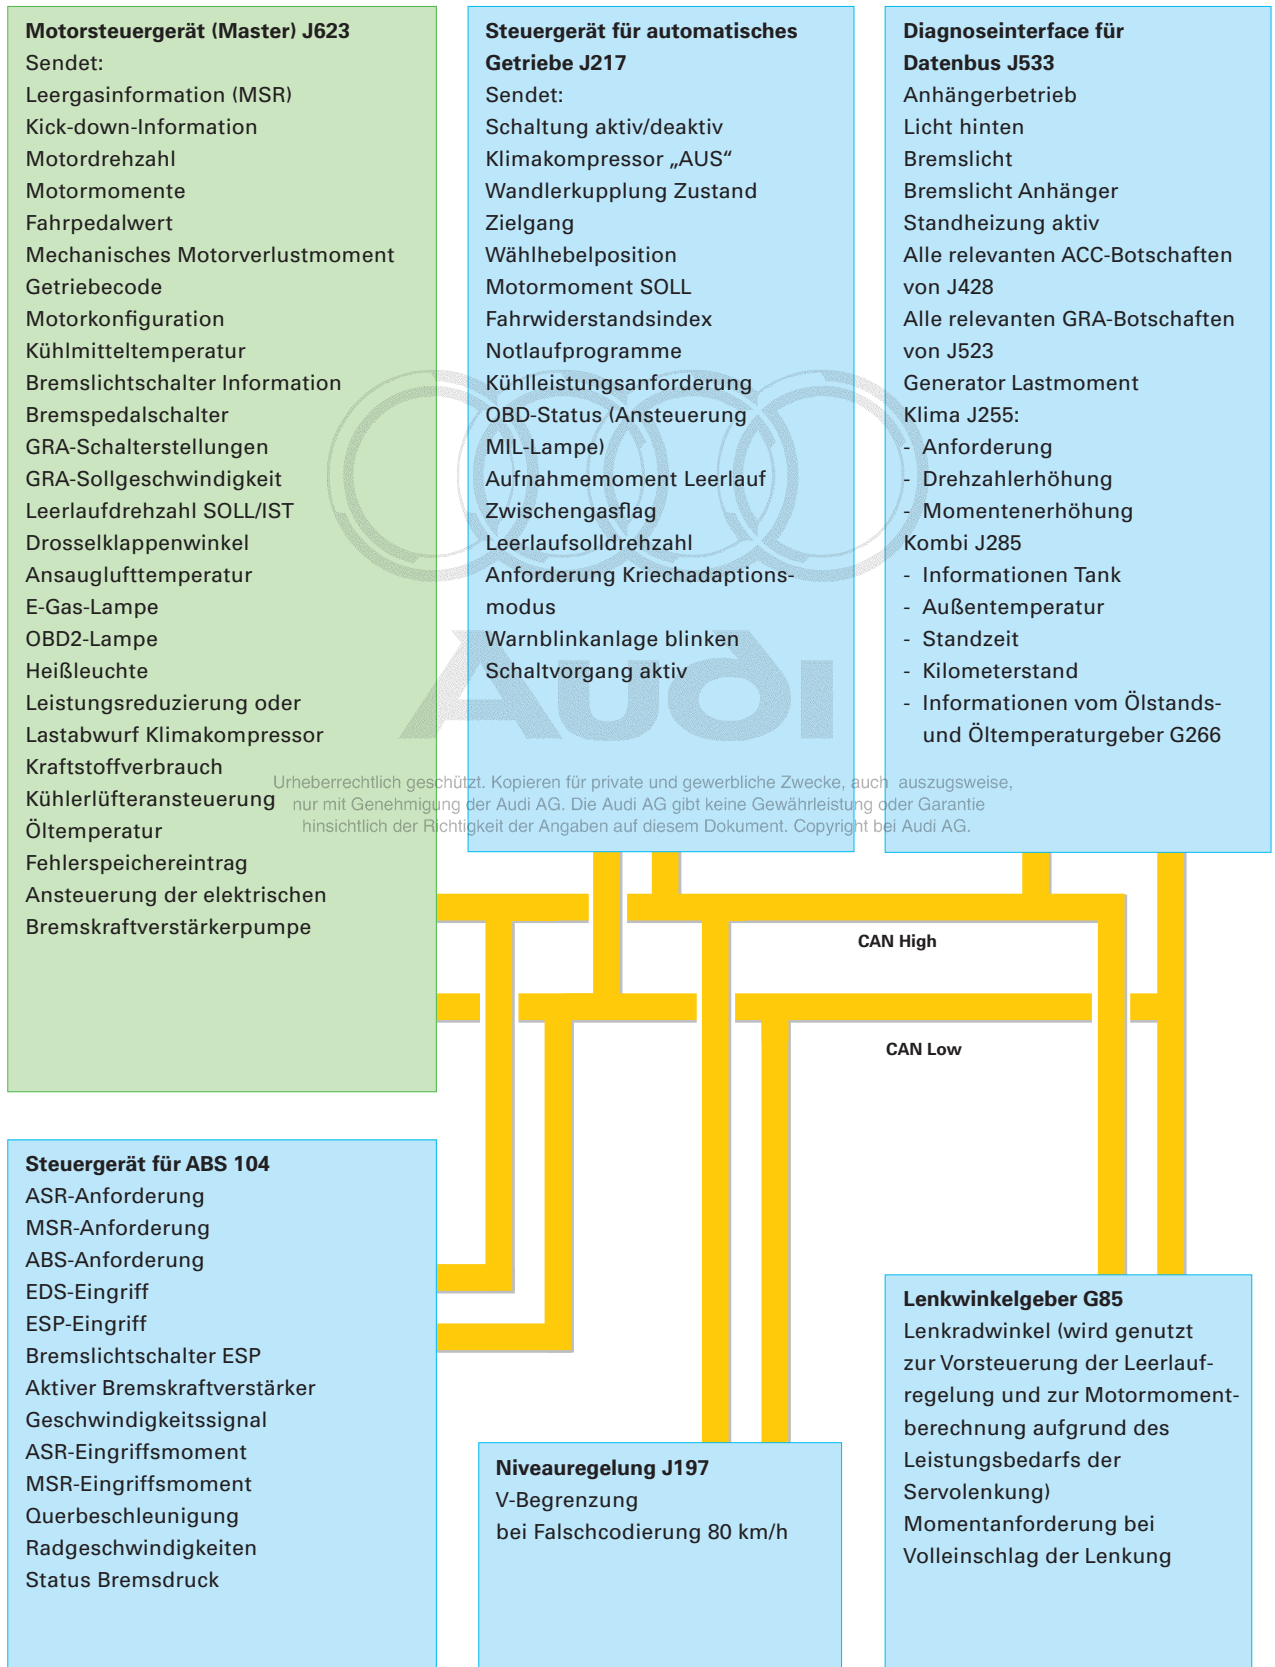 Motorsteuergerät (Master) J623
Sendet:
Leergasinformation (MSR)
Kick-down-Information
Motordrehzahl
Motormomente
Fahrpedalwert
Mechanisches Motorverlustmoment
Getriebecode
Motorkonfiguration
Kühlmitteltemperatur
Bremslichtschalter Information
Bremspedalschalter
GRA-Schalterstellungen
GRA-Sollgeschwindigkeit
Leerlaufdrehzahl SOLL/IST
Drosselklappenwinkel
Ansauglufttemperatur
E-Gas-Lampe
OBD2-Lampe
Heißleuchte
Leistungsreduzierung oder
Lastabwurf Klimakompressor
Kraftstoffverbrauch
Kühlerlüfteransteuerung
Öltemperatur
Fehlerspeichereintrag
Ansteuerung der elektrischen
Bremskraftverstärkerpumpe
Steuergerät für automatisches
Getriebe J217
Sendet:
Schaltung aktiv/deaktiv
Klimakompressor „AUS“
Wandlerkupplung Zustand
Zielgang
Wählhebelposition
Motormoment SOLL
Fahrwiderstandsindex
Notlaufprogramme
Kühlleistungsanforderung
OBD-Status (Ansteuerung
MIL-Lampe)
Aufnahmemoment Leerlauf
Zwischengasflag
Leerlaufsolldrehzahl
Anforderung Kriechadaptions-
modus
Warnblinkanlage blinken
Schaltvorgang aktiv
Diagnoseinterface für
Datenbus J533
Anhängerbetrieb
Licht hinten
Bremslicht
Bremslicht Anhänger
Standheizung aktiv
Alle relevanten ACC-Botschaften
von J428
Alle relevanten GRA-Botschaften
von J523
Generator Lastmoment
Klima J255:
- Anforderung
- Drehzahlerhöhung
- Momentenerhöhung
Kombi J285
- Informationen Tank
- Außentemperatur
- Standzeit
- Kilometerstand
- Informationen vom Ölstands-
und Öltemperaturgeber G266
Audi
Urheberrechtlich geschützt. Kopieren für private und gewerbliche Zwecke, auch auszugsweise,
nur mit Genehmigung der Audi AG. Die Audi AG gibt keine Gewährleistung oder Garantie
hinsichtlich der Richtigkeit der Angaben auf diesem Dokument. Copyright bei Audi AG.
CAN High
CAN Low
Steuergerät für ABS 104
ASR-Anforderung
MSR-Anforderung
ABS-Anforderung
EDS-Eingriff
ESP-Eingriff
Bremslichtschalter ESP
Aktiver Bremskraftverstärker
Geschwindigkeitssignal
ASR-Eingriffsmoment
MSR-Eingriffsmoment
Querbeschleunigung
Radgeschwindigkeiten
Status Bremsdruck
Niveauregelung J197
V-Begrenzung
bei Falschcodierung 80 km/h
Lenkwinkelgeber G85
Lenkradwinkel (wird genutzt
zur Vorsteuerung der Leerlauf-
regelung und zur Motormoment-
berechnung aufgrund des
Leistungsbedarfs der
Servolenkung)
Momentanforderung bei
Volleinschlag der Lenkung